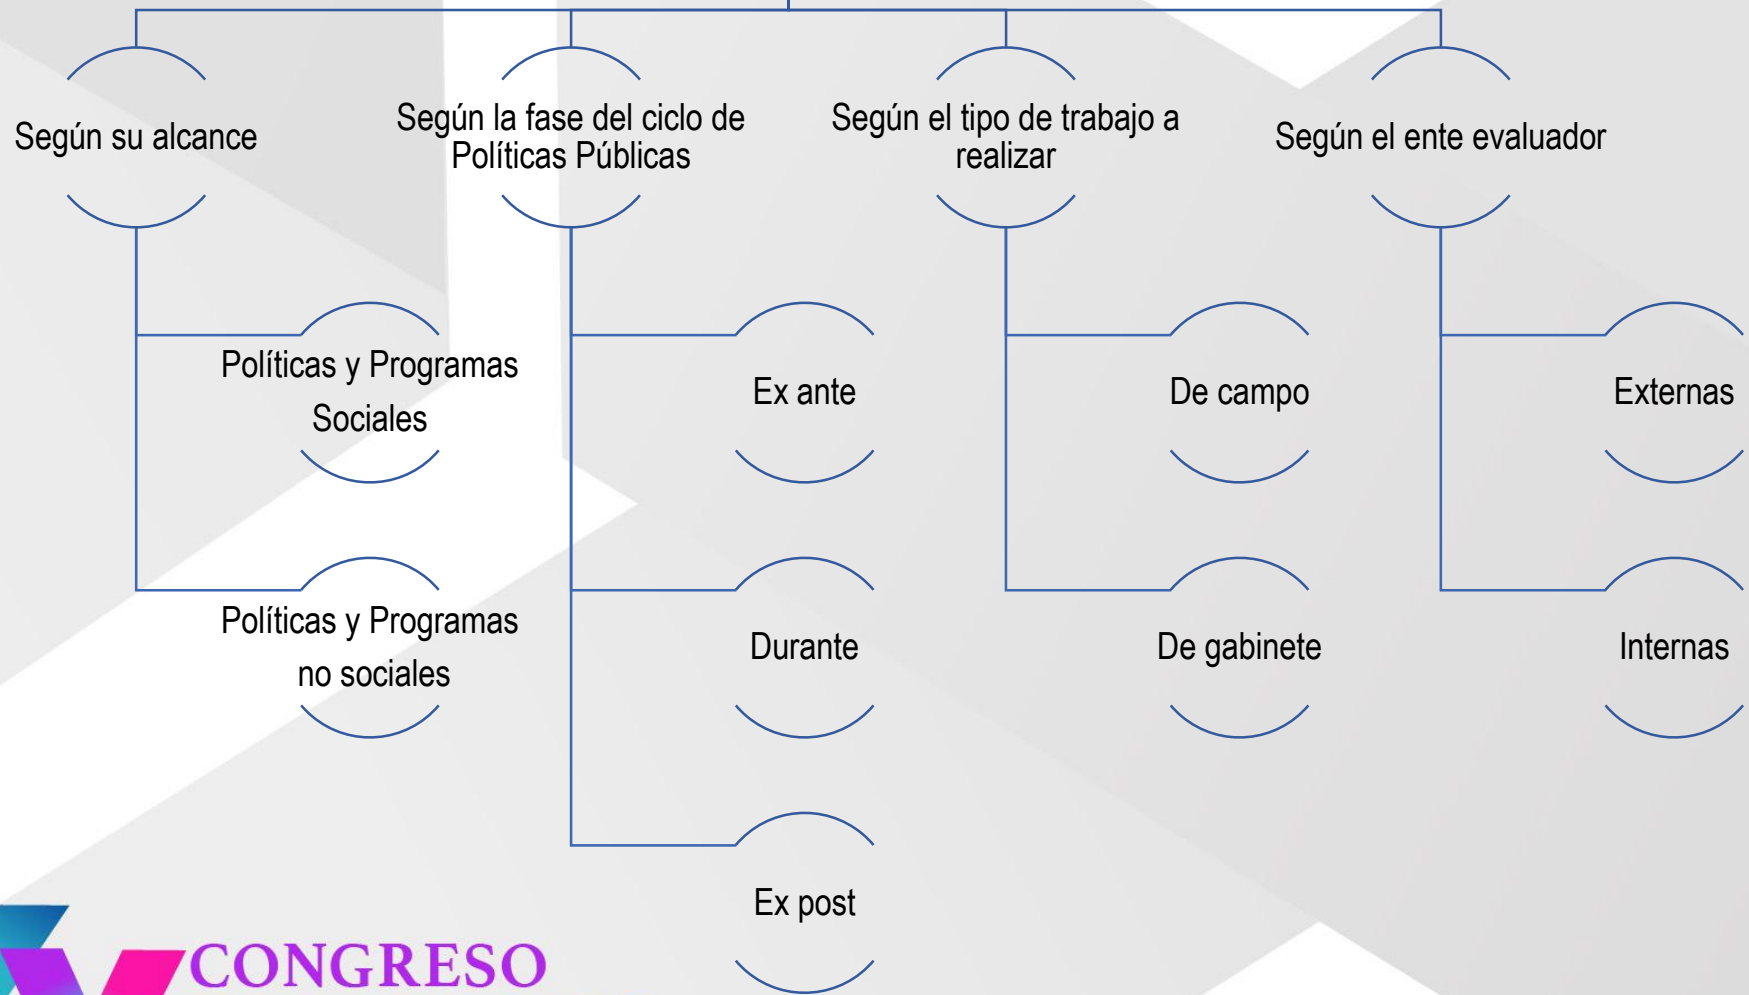 Según su alcance
Políticas y Programas
Sociales
Políticas y Programas
no sociales
Según la fase del ciclo de
Políticas Públicas
Ex ante
Durante
Ex post
Según el tipo de trabajo a
realizar
De campo
De gabinete
Según el ente evaluador
Externas
Internas
CONGRESO